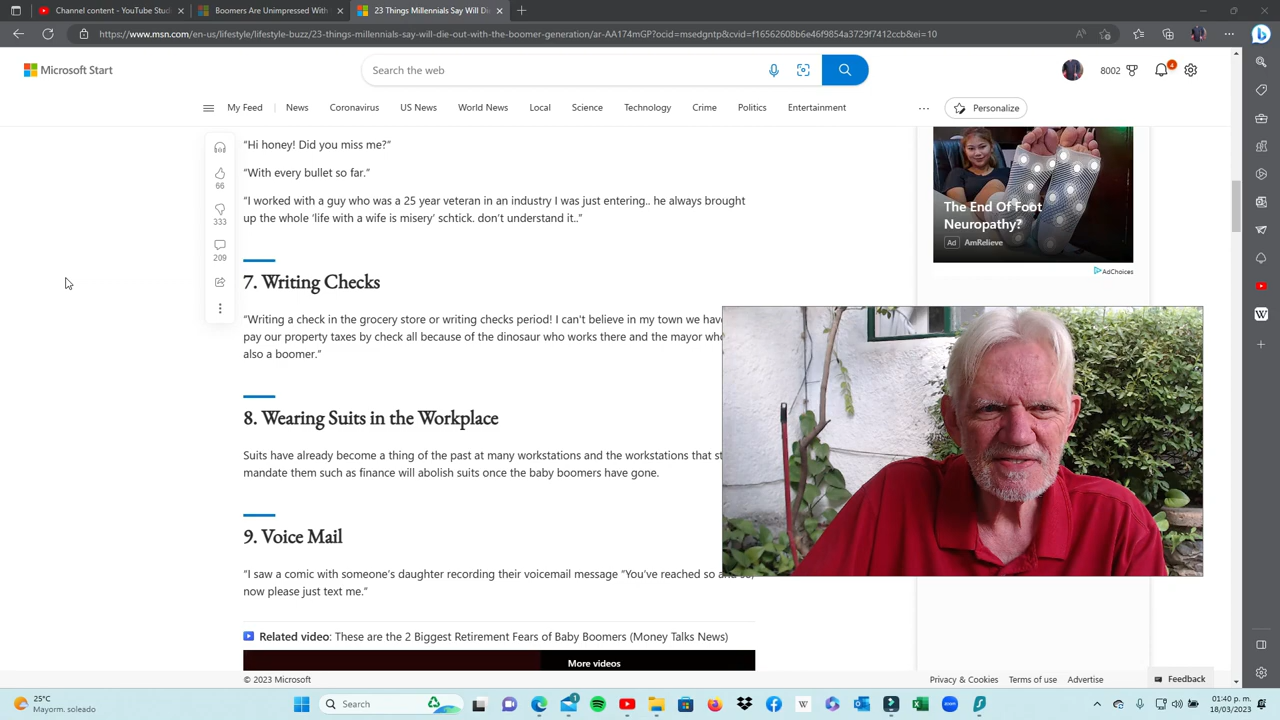 Channel content - YouTube Stud
Boomers Are Unimpressed With
23 Things Millennials Say Will Di
https://www.msn.com/en-us/lifestyle/lifestyle-buzz/23-things-millennials-say-will-die-out-with-the-boomer-generation/ar-AA174mGP?ocid=msedgntp&cvid=f16562608b6e46f9854a3729f7412ccb&ei=10
Microsoft Start
Search the web
8002
4
My Feed
News
Coronavirus
US News
World News
Local
Science
Technology
Crime
Politics
Entertainment
Personalize
“Hi honey! Did you miss me?”
“With every bullet so far.”
“I worked with a guy who was a 25 year veteran in an industry I was just entering.. he always brought
up the whole ‘life with a wife is misery’ schtick. don’t understand it..”
66
333
209
The End Of Foot
Neuropathy?
Ad AmRelieve
AdChoices
7. Writing Checks
“Writing a check in the grocery store or writing checks period! I can't believe in my town we have
pay our property taxes by check all because of the dinosaur who works there and the mayor who
also a boomer.”
8. Wearing Suits in the Workplace
Suits have already become a thing of the past at many workstations and the workstations that
mandate them such as finance will abolish suits once the baby boomers have gone.
9. Voice Mail
“I saw a comic with someone’s daughter recording their voicemail message “You’ve reached so and so,
now please just text me.”
Related video: These are the 2 Biggest Retirement Fears of Baby Boomers (Money Talks News)
More videos
© 2023 Microsoft
Privacy & Cookies
Terms of use
Advertise
Feedback
25°C
Mayorm. soleado
Search
1
01:40 p. m.
18/03/2023